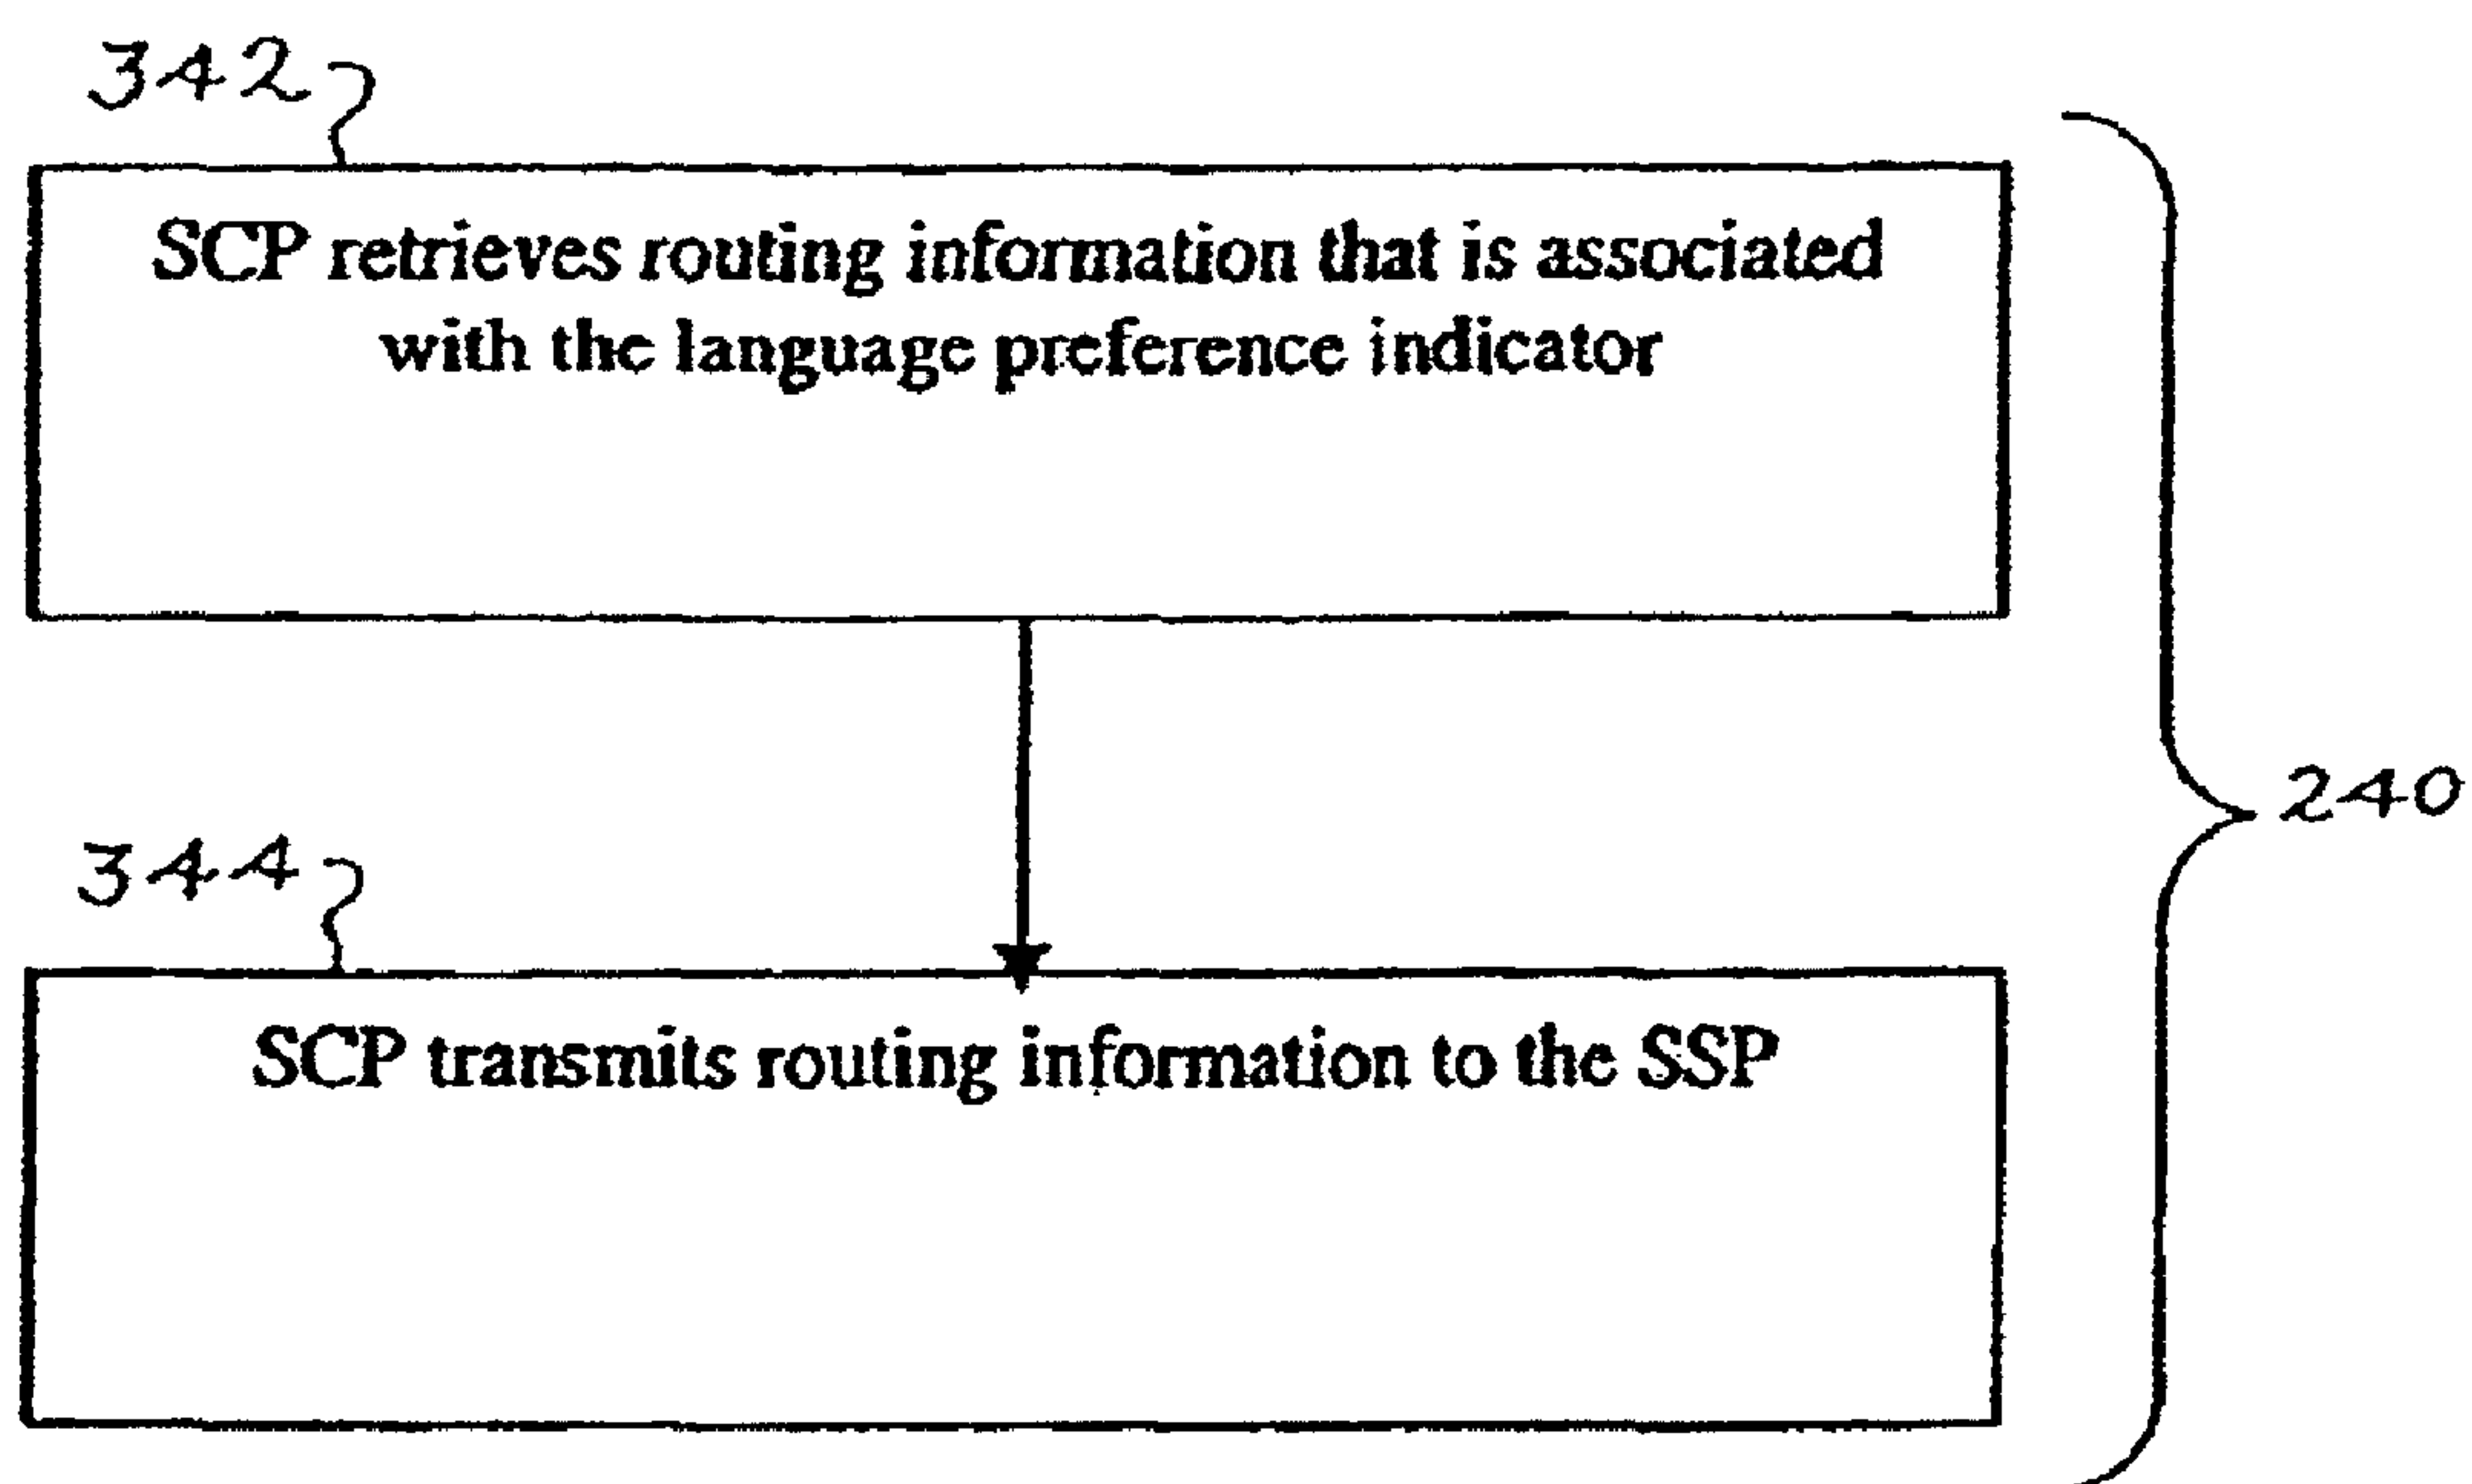 342
SCP retrieves routing information that is associated
with the language preference indicator
240
344
SCP transmits routing information to the SSP